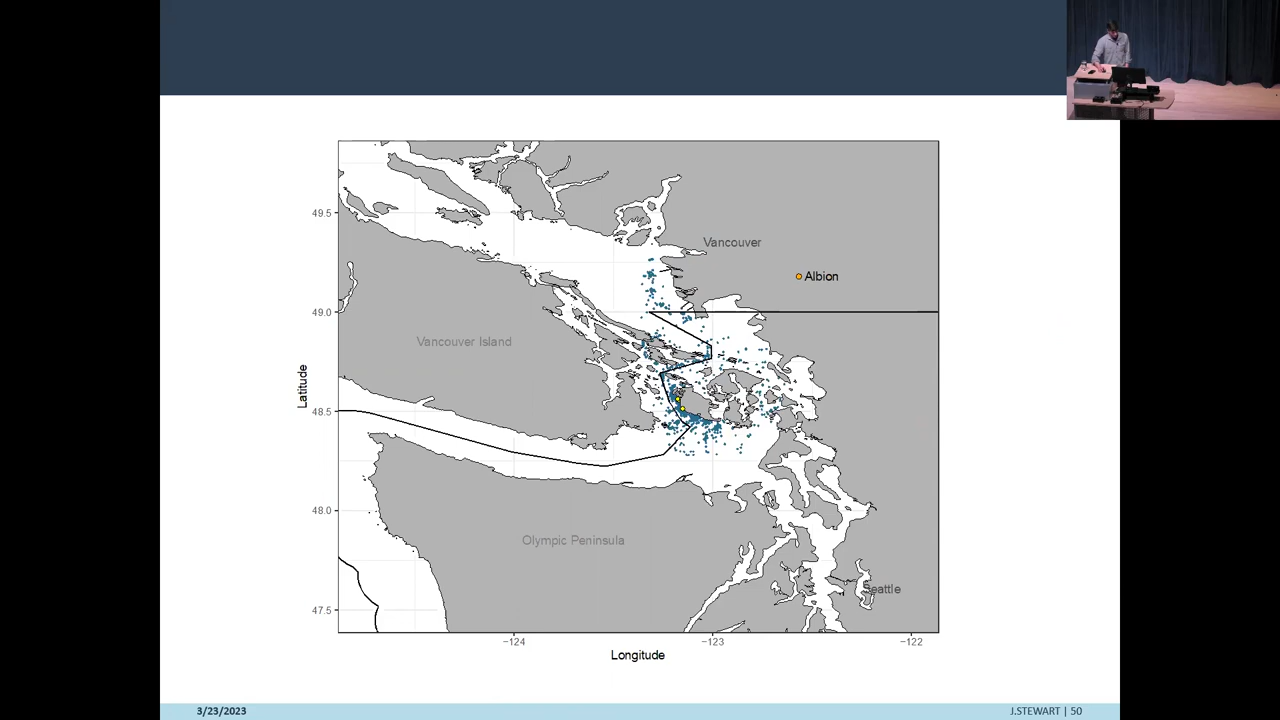 49.5
Vancouver
Albion
49.0
Vancouver Island
Latitude
48.5
48.0
Olympic Peninsula
47.5
Seattle
−124
−123
−122
Longitude
3/23/2023
J.STEWART | 50